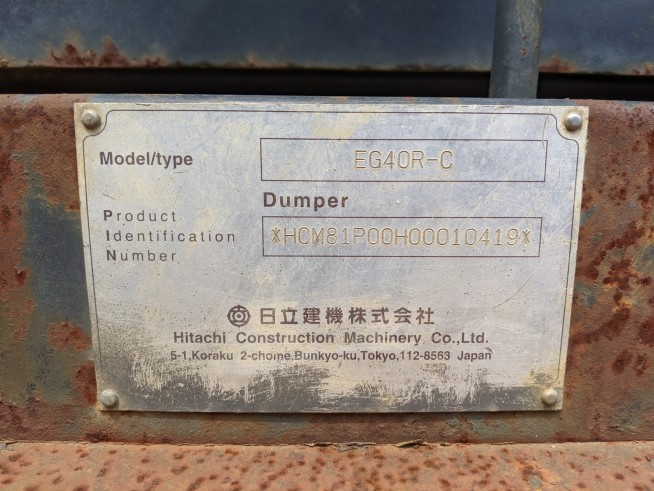 Model/type EG40R-C
Dumper
Product
Identification *HCM81P00H00010419*
Number
日立建機株式会社
Hitachi Construction Machinery Co.,Ltd.
5-1,Koraku 2-chome,Bunkyo-ku,Tokyo,112-8563 Japan